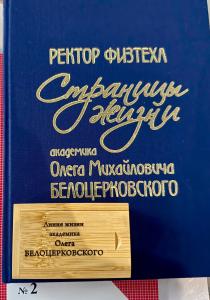 РЕКТОР ФИЗТЕХА
Страницы
жизни
академика
Олега Михайловича
БЕЛОЦЕРКОВСКОГО
Линия жизни
академика
Олега
БЕЛОЦЕРКОВСКОГО
№ 2